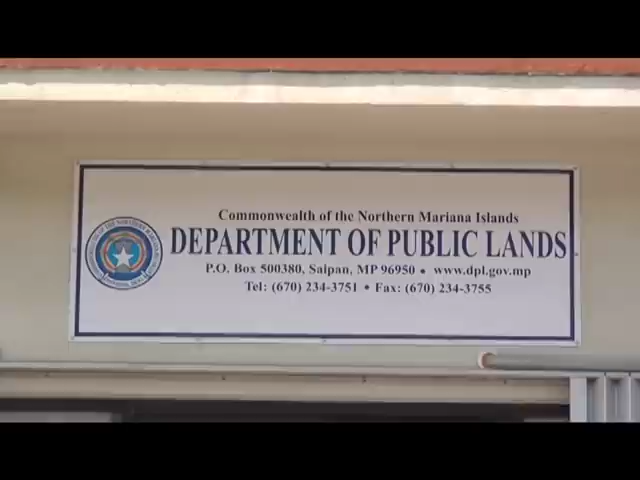 Commonwealth of the Northern Mariana Islands
DEPARTMENT OF PUBLIC LANDS
P.O. Box 500380, Saipan, MP 96950 • www.dpl.gov.mp
Tel: (670) 234-3751 • Fax: (670) 234-3755